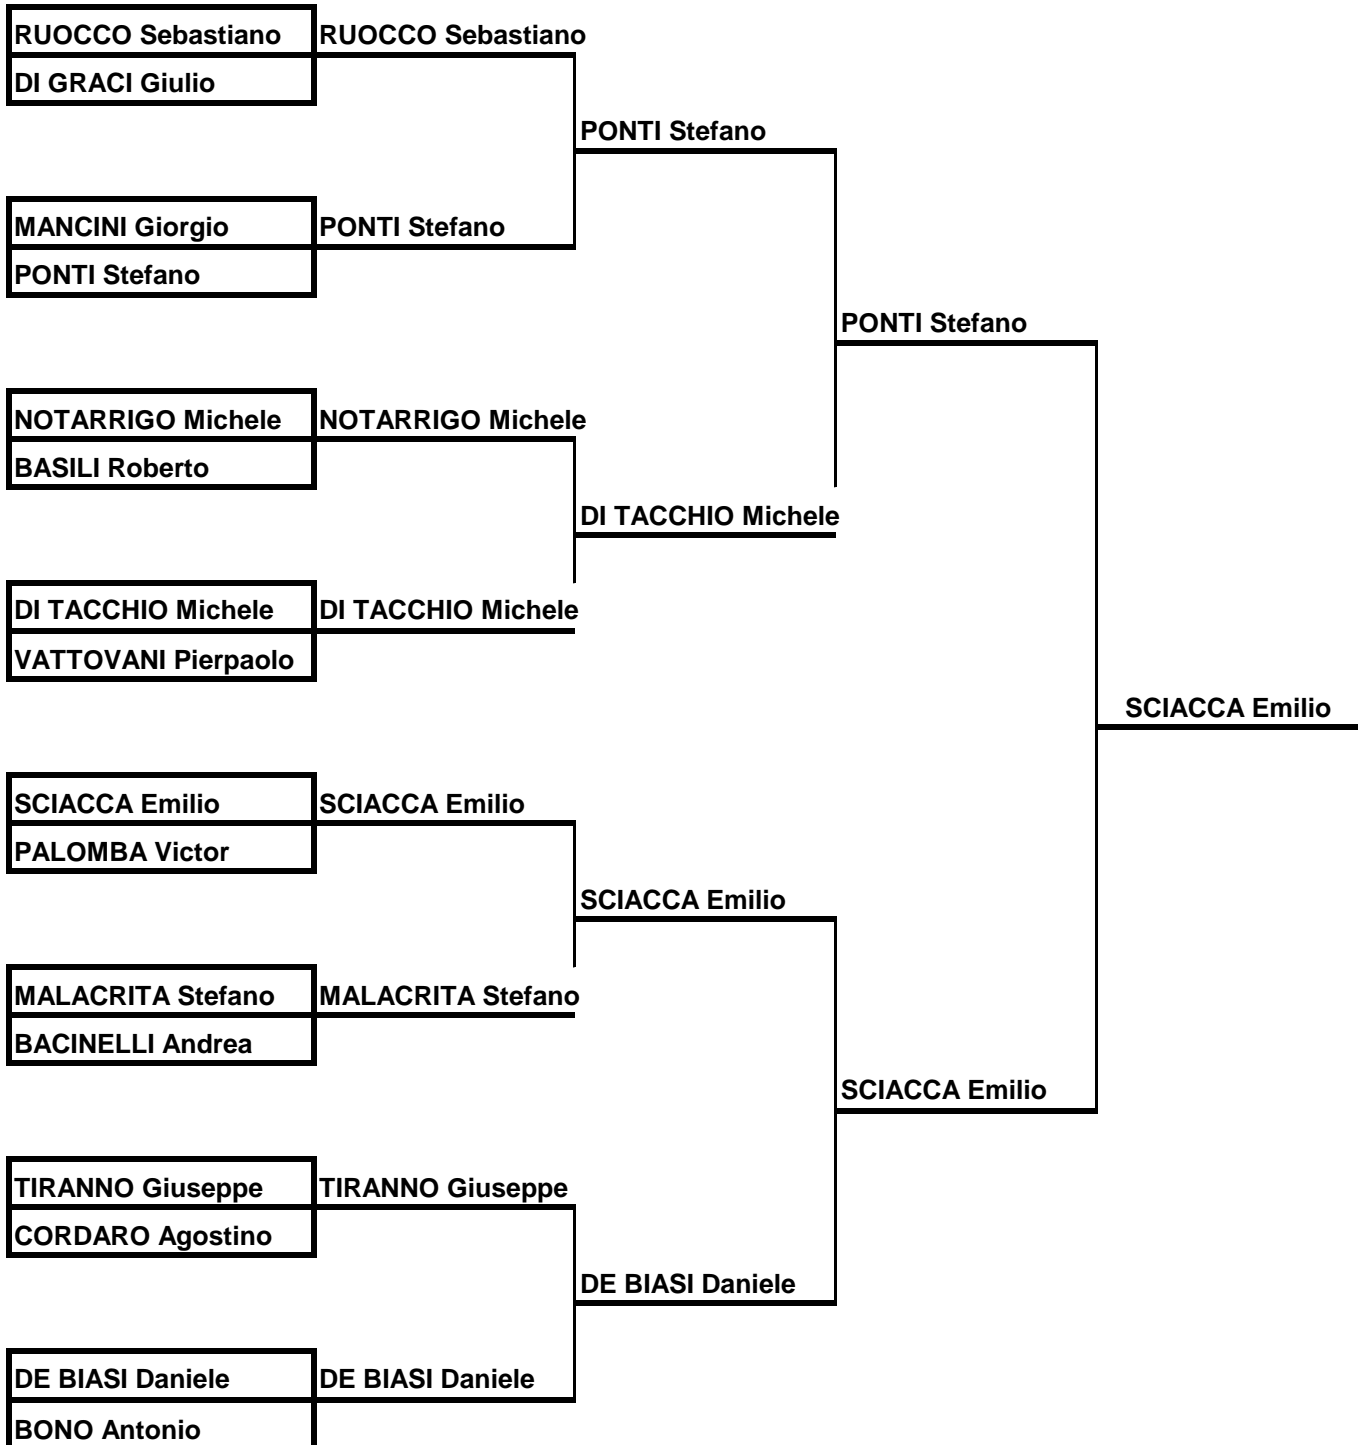 RUOCCO Sebastiano
RUOCCO Sebastiano
DI GRACI Giulio
PONTI Stefano
MANCINI Giorgio
PONTI Stefano
PONTI Stefano
PONTI Stefano
NOTARRIGO Michele
NOTARRIGO Michele
BASILI Roberto
DI TACCHIO Michele
DI TACCHIO Michele
DI TACCHIO Michele
VATTOVANI Pierpaolo
SCIACCA Emilio
SCIACCA Emilio
SCIACCA Emilio
PALOMBA Victor
SCIACCA Emilio
MALACRITA Stefano
MALACRITA Stefano
BACINELLI Andrea
SCIACCA Emilio
TIRANNO Giuseppe
TIRANNO Giuseppe
CORDARO Agostino
DE BIASI Daniele
DE BIASI Daniele
DE BIASI Daniele
BONO Antonio